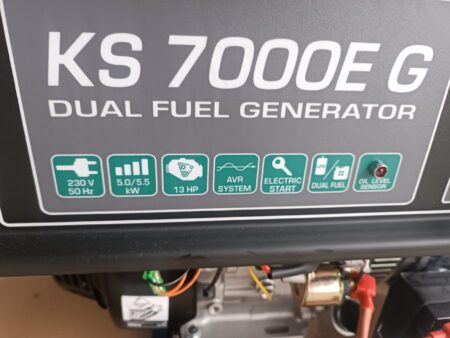 KS 7000E G
DUAL FUEL GENERATOR
230 V
50 Hz
5.0/5.5
kW
13 HP
AVR
SYSTEM
ELECTRIC
START
DUAL FUEL
OIL LEVEL
SENSOR